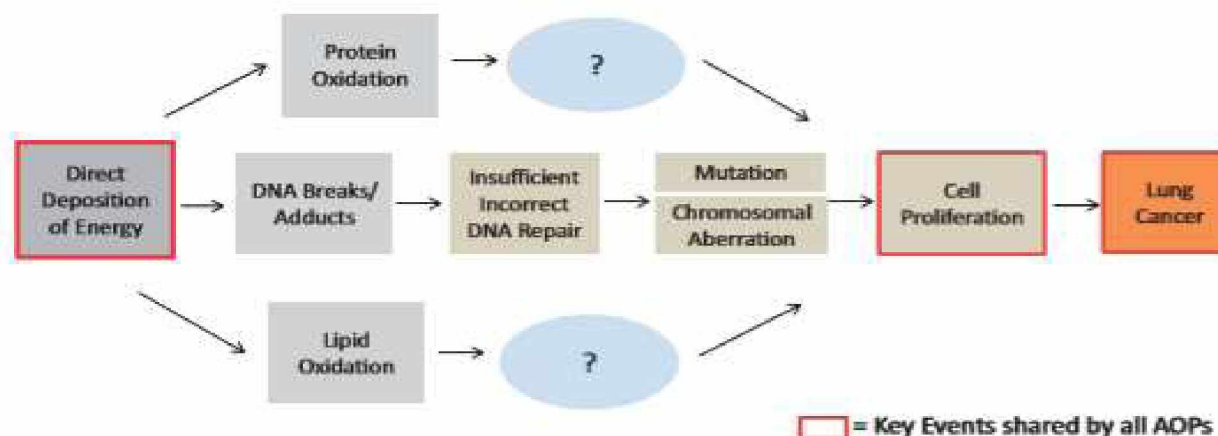 Protein
Oxidation
?
Direct
Deposition
of Energy
DNA Breaks/
Adducts
Insufficient
Incorrect
DNA Repair
Mutation
Chromosomal
Aberration
Cell
Proliferation
Lung
Cancer
Lipid
Oxidation
?
= Key Events shared by all AOPs